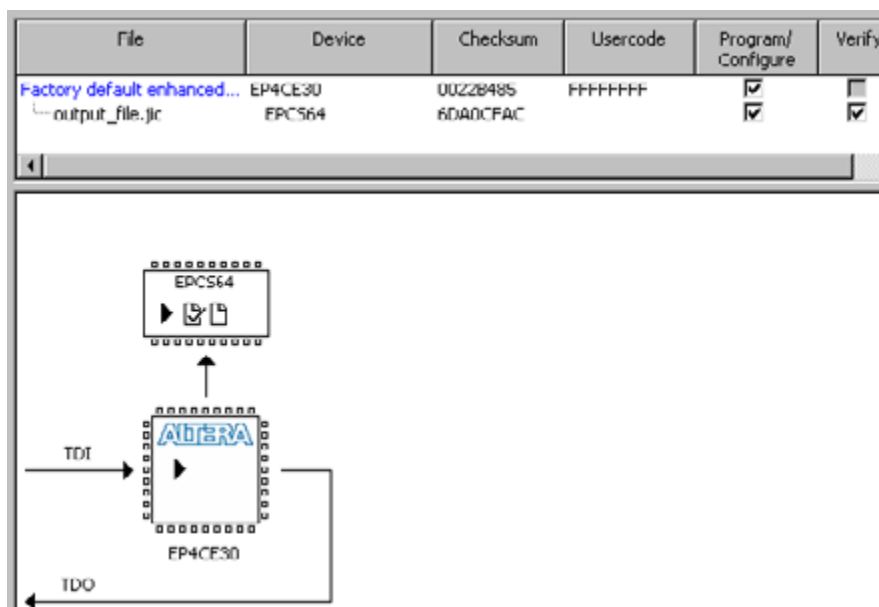 File Device Checksum Usercode Program/ Verify
Configure
Factory default enhanced... EP4CE30 0022B485 FFFFFFFF
output_file.jic EPCS64 6DA0CEAC
EPCS64
ALTERA
TDI
EP4CE30
TDO